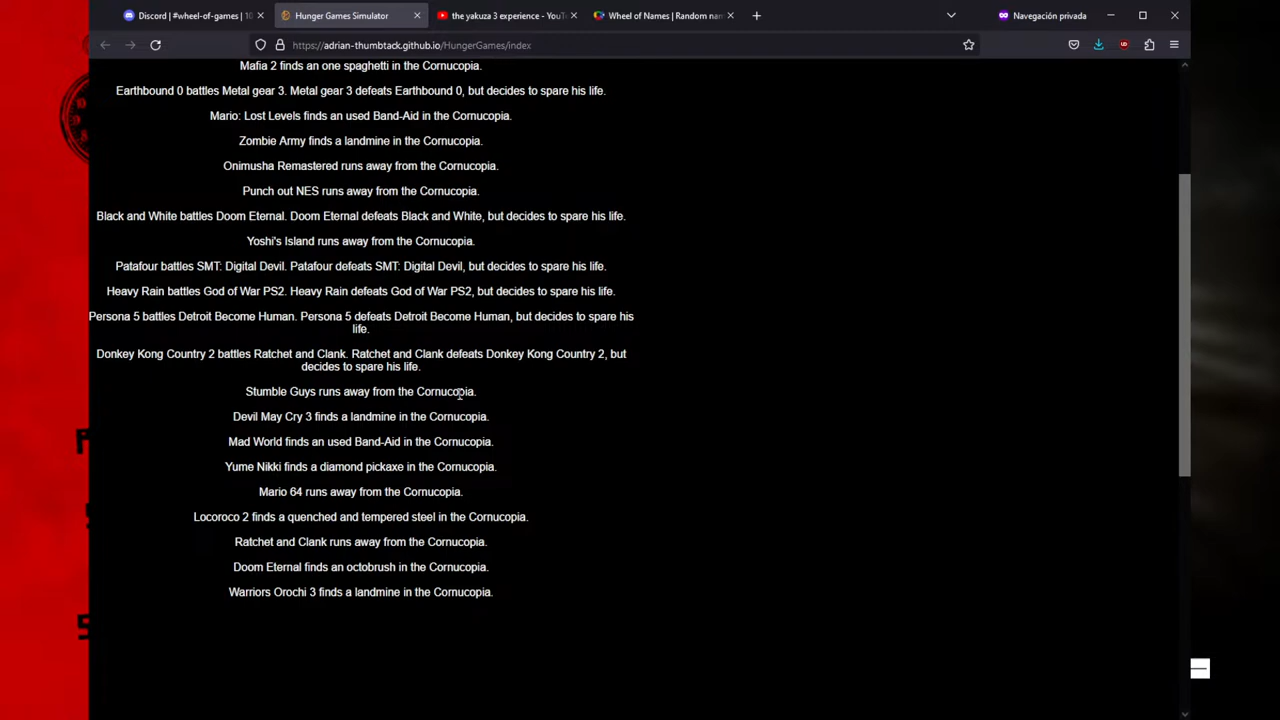 Discord | #wheel-of-games | 10
Hunger Games Simulator
the yakuza 3 experience - YouT
Wheel of Names | Random nam
Navegación privada
https://adrian-thumbtack.github.io/HungerGames/index
Mafia 2 finds an one spaghetti in the Cornucopia.
Earthbound 0 battles Metal gear 3. Metal gear 3 defeats Earthbound 0, but decides to spare his life.
Mario: Lost Levels finds an used Band-Aid in the Cornucopia.
Zombie Army finds a landmine in the Cornucopia.
Onimusha Remastered runs away from the Cornucopia.
Punch out NES runs away from the Cornucopia.
Black and White battles Doom Eternal. Doom Eternal defeats Black and White, but decides to spare his life.
Yoshi's Island runs away from the Cornucopia.
Patafour battles SMT: Digital Devil. Patafour defeats SMT: Digital Devil, but decides to spare his life.
Heavy Rain battles God of War PS2. Heavy Rain defeats God of War PS2, but decides to spare his life.
Persona 5 battles Detroit Become Human. Persona 5 defeats Detroit Become Human, but decides to spare his
life.
Donkey Kong Country 2 battles Ratchet and Clank. Ratchet and Clank defeats Donkey Kong Country 2, but
decides to spare his life.
Stumble Guys runs away from the Cornucopia.
Devil May Cry 3 finds a landmine in the Cornucopia.
Mad World finds an used Band-Aid in the Cornucopia.
Yume Nikki finds a diamond pickaxe in the Cornucopia.
Mario 64 runs away from the Cornucopia.
Locoroco 2 finds a quenched and tempered steel in the Cornucopia.
Ratchet and Clank runs away from the Cornucopia.
Doom Eternal finds an octobrush in the Cornucopia.
Warriors Orochi 3 finds a landmine in the Cornucopia.